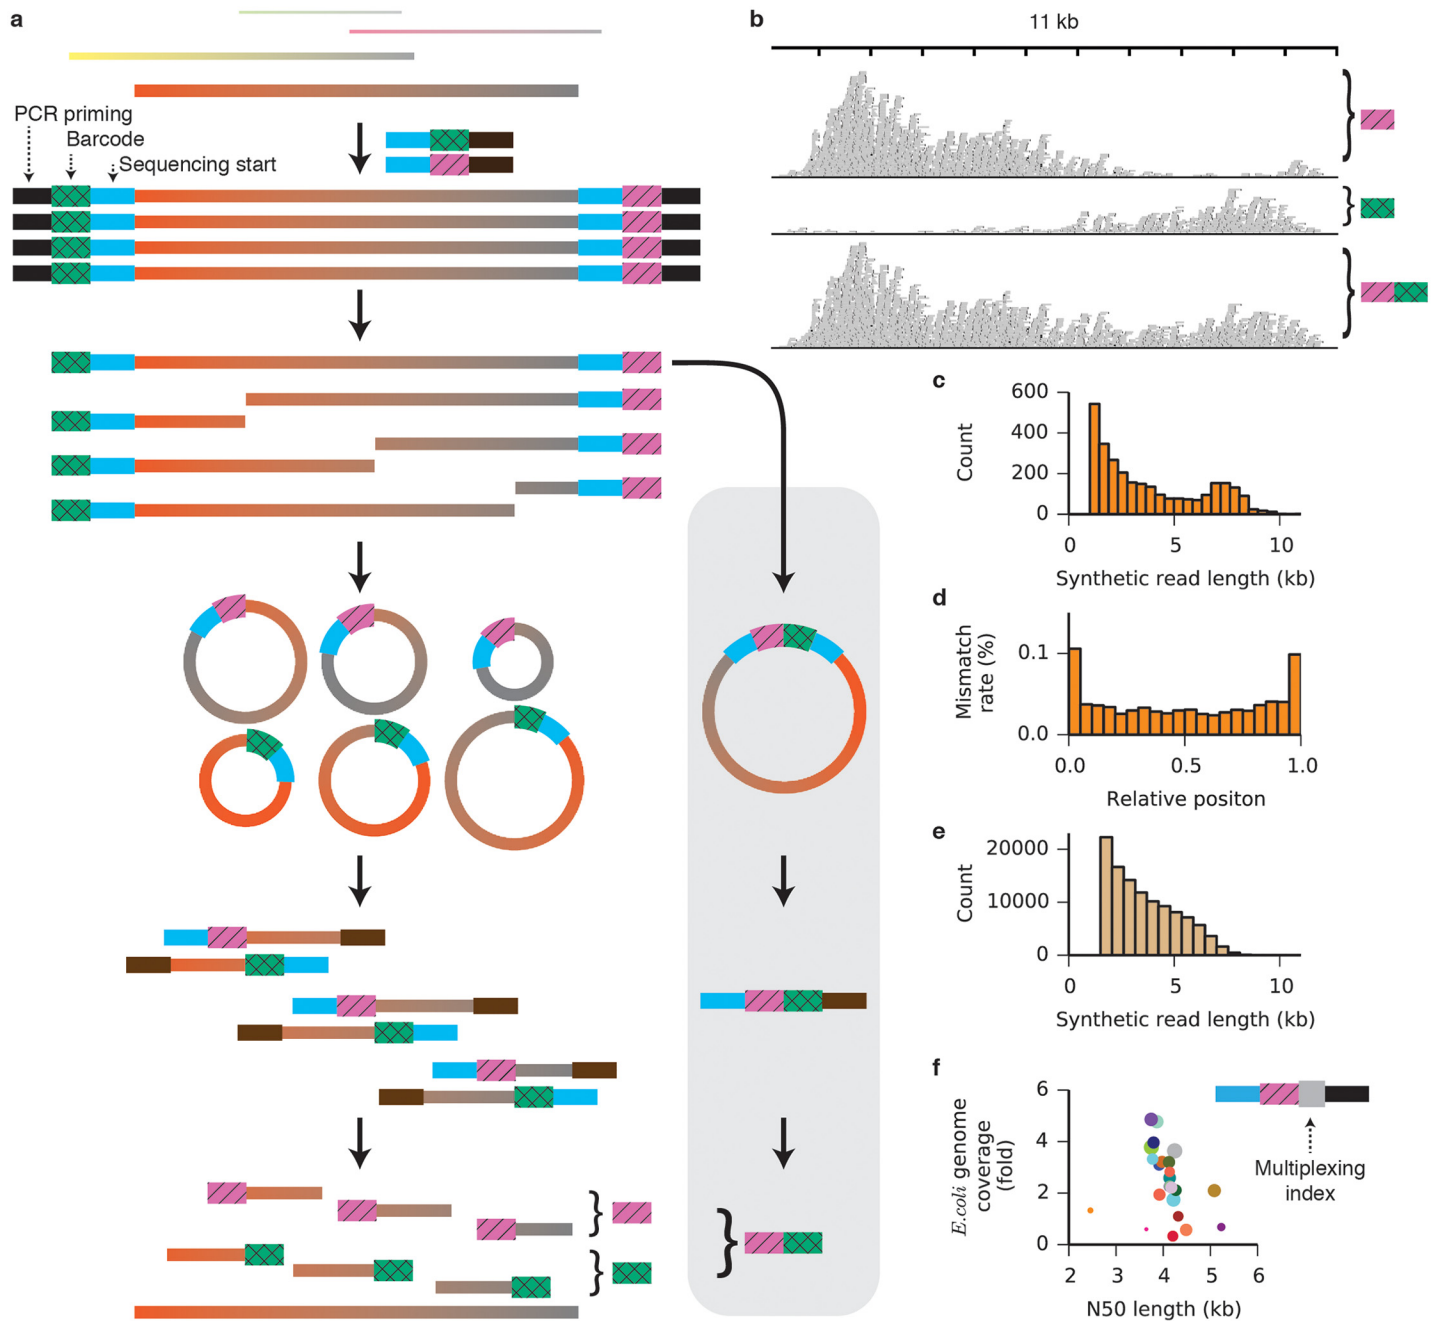 a
PCR priming
Barcode
Sequencing start
b
11 kb
c
600
400
200
0
Count
0 5 10
Synthetic read length (kb)
d
0.1
0.0
Mismatch
rate (%)
0.0 0.5 1.0
Relative positon
e
20000
10000
0
Count
0 5 10
Synthetic read length (kb)
f
6
4
2
0
E.coli genome
coverage
(fold)
2 3 4 5 6
N50 length (kb)
Multiplexing
index